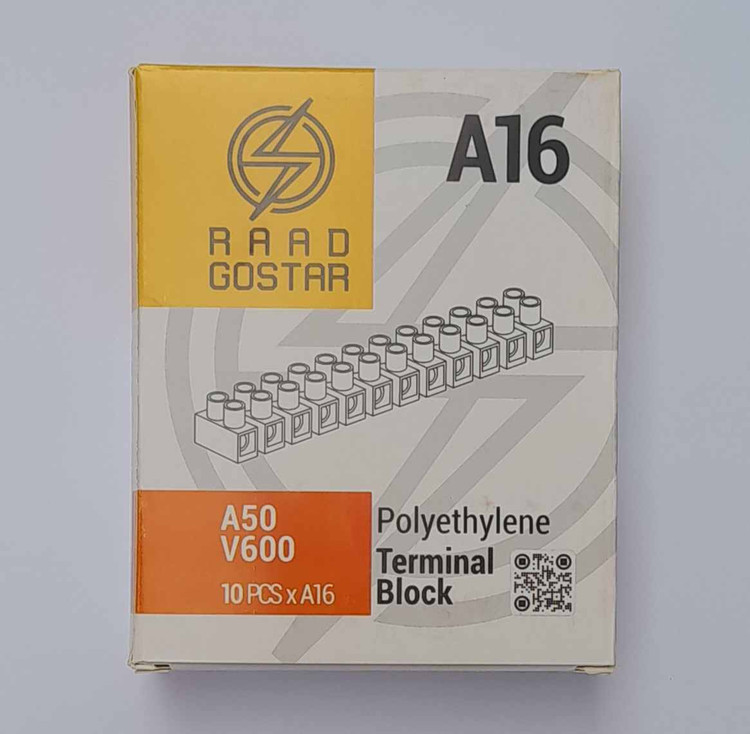 RAAD
GOSTAR
A16
A50
V600
10 PCS x A16
Polyethylene
Terminal
Block